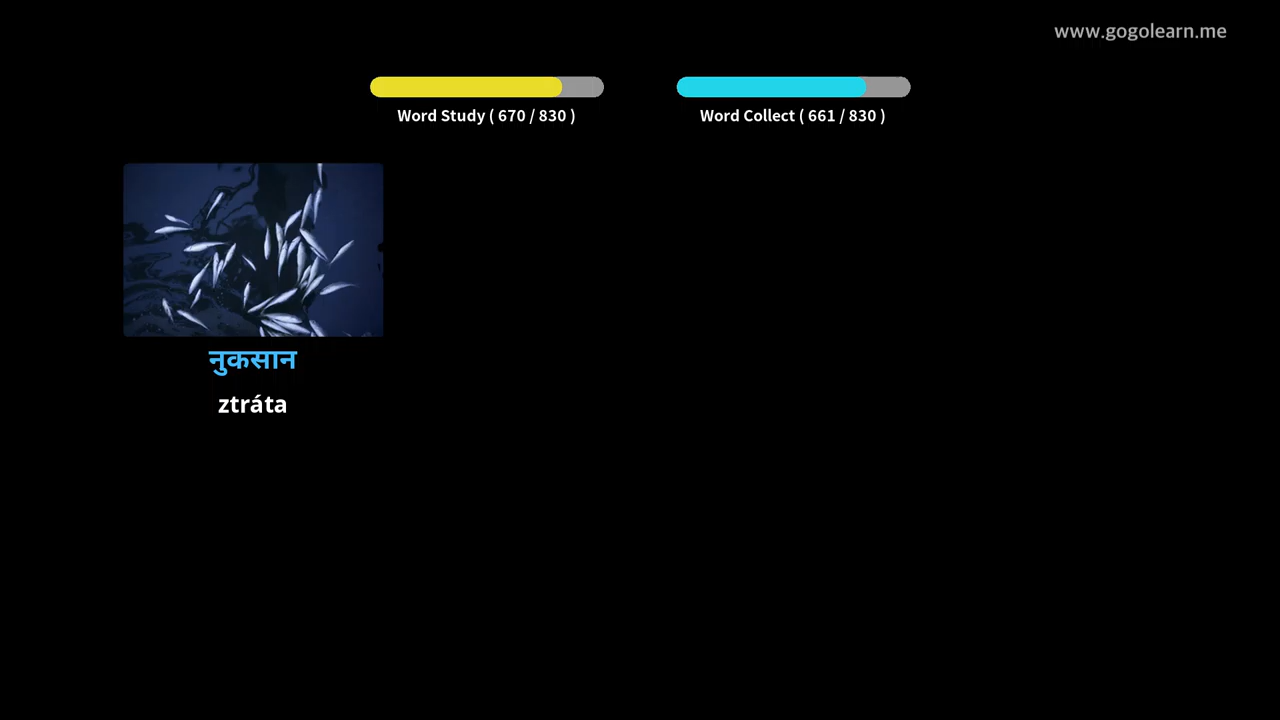 www.gogolearn.me
Word Study ( 670 / 830 )
Word Collect ( 661 / 830 )
नुकसान
ztráta